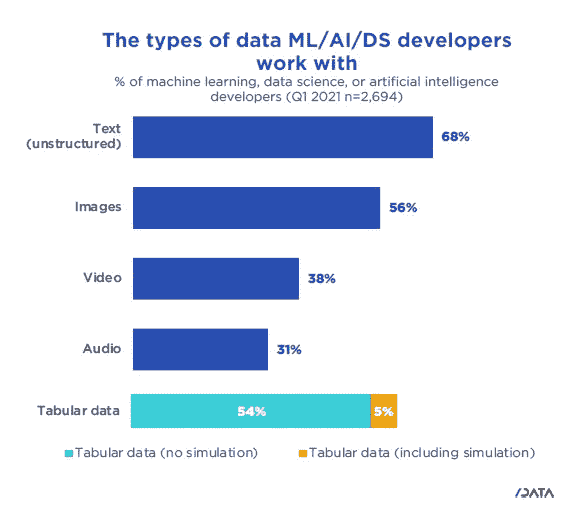 The types of data ML/AI/DS developers
work with
% of machine learning, data science, or artificial intelligence
developers (Q1 2021 n=2,694)
Text
(unstructured)
68%
Images
56%
Video
38%
Audio
31%
Tabular data
54%
5%
Tabular data (no simulation)
Tabular data (including simulation)
/DATA